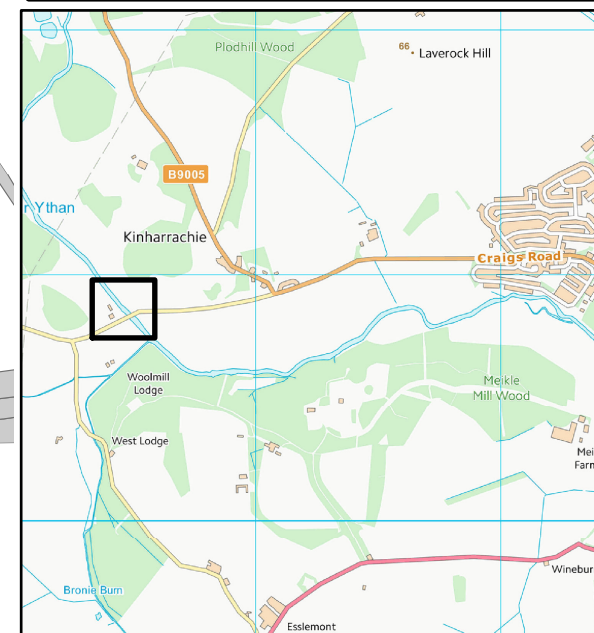 Plodhill Wood
66
Laverock Hill
B9005
r Ythan
Kinharrachie
Craigs Road
Woolmill
Lodge
Meikle
Mill Wood
West Lodge
Mei
Farm
Winebur
Bronie Burn
Esslemont